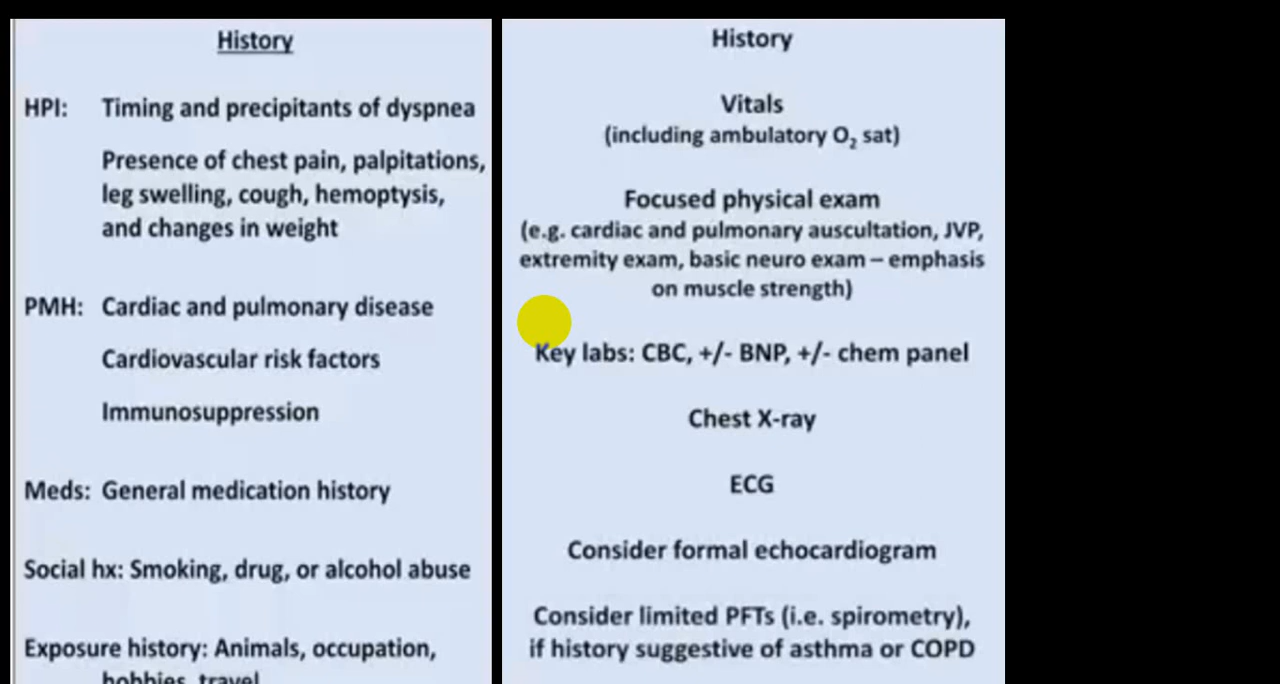 History
HPI: Timing and precipitants of dyspnea
Presence of chest pain, palpitations,
leg swelling, cough, hemoptysis,
and changes in weight
PMH: Cardiac and pulmonary disease
Cardiovascular risk factors
Immunosuppression
Meds: General medication history
Social hx: Smoking, drug, or alcohol abuse
Exposure history: Animals, occupation,
hobbies, travel
History
Vitals
(including ambulatory O₂ sat)
Focused physical exam
(e.g. cardiac and pulmonary auscultation, JVP,
extremity exam, basic neuro exam – emphasis
on muscle strength)
Key labs: CBC, +/- BNP, +/- chem panel
Chest X-ray
ECG
Consider formal echocardiogram
Consider limited PFTs (i.e. spirometry),
if history suggestive of asthma or COPD